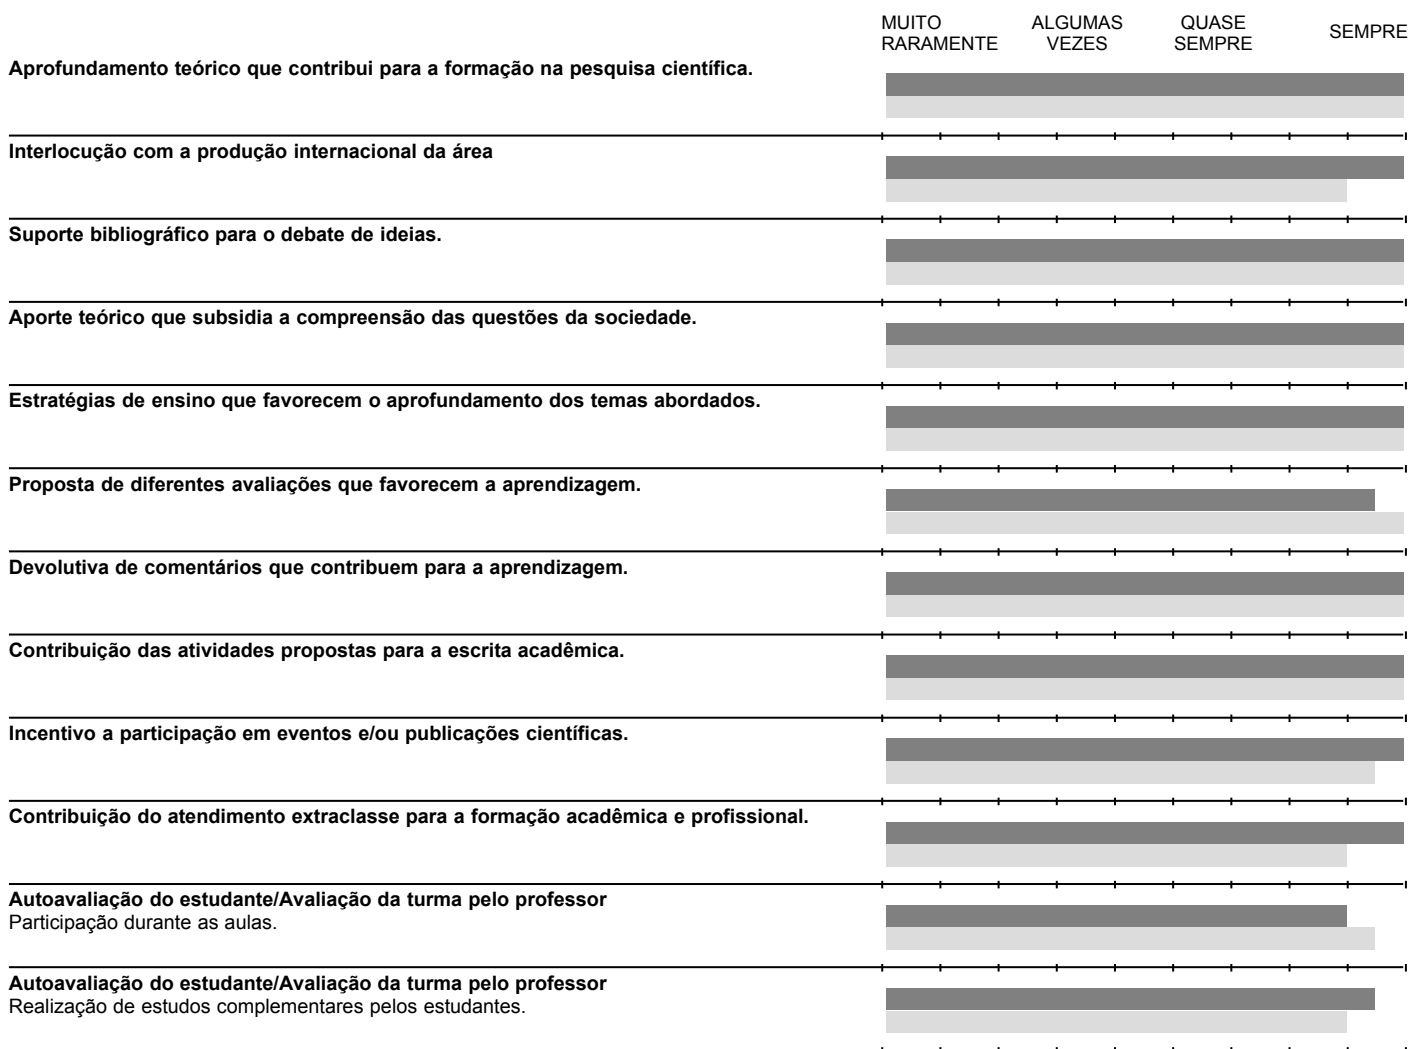 MUITO RARAMENTE ALGUMAS VEZES QUASE SEMPRE SEMPRE
Aprofundamento teórico que contribui para a formação na pesquisa científica.
Interlocução com a produção internacional da área
Suporte bibliográfico para o debate de ideias.
Aporte teórico que subsidia a compreensão das questões da sociedade.
Estratégias de ensino que favorecem o aprofundamento dos temas abordados.
Proposta de diferentes avaliações que favorecem a aprendizagem.
Devolutiva de comentários que contribuem para a aprendizagem.
Contribuição das atividades propostas para a escrita acadêmica.
Incentivo a participação em eventos e/ou publicações científicas.
Contribuição do atendimento extraclasse para a formação acadêmica e profissional.
Autoavaliação do estudante/Avaliação da turma pelo professor
Participação durante as aulas.
Autoavaliação do estudante/Avaliação da turma pelo professor
Realização de estudos complementares pelos estudantes.